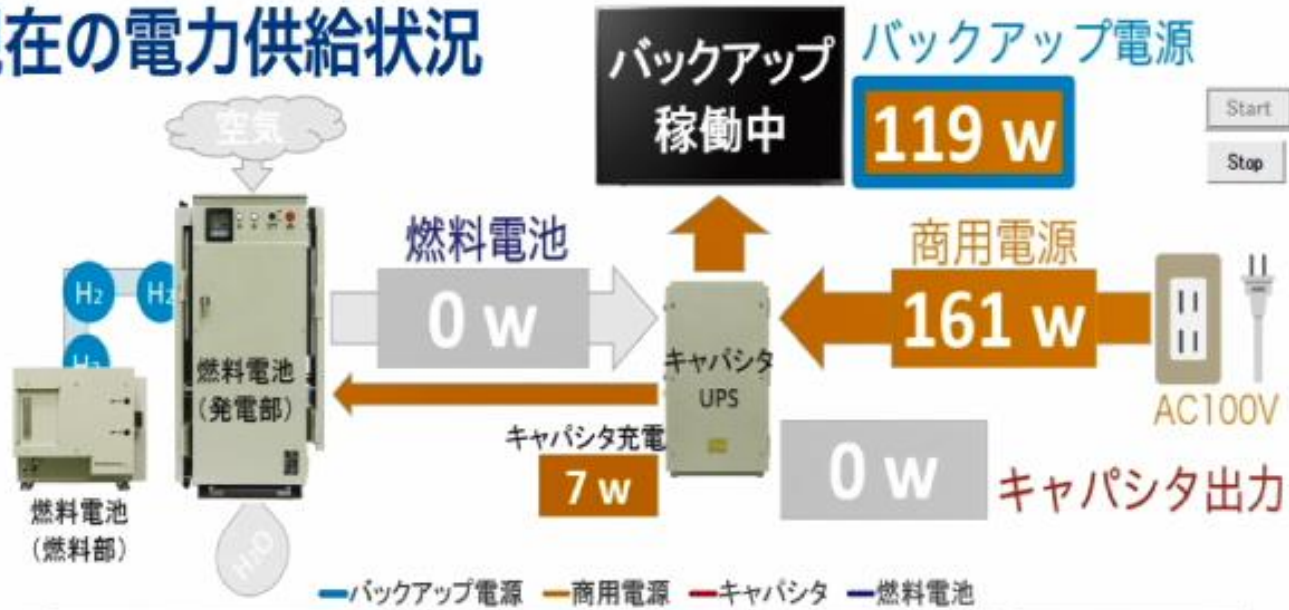 在の電力供給状況
バックアップ
稼働中
バックアップ電源
119 w
Start
Stop
空気
燃料電池
0 w
商用電源
161 w
H2
H2
H2
燃料電池
(発電部)
キャパシタ
UPS
AC100V
キャパシタ充電
7 w
0 w
キャパシタ出力
燃料電池
(燃料部)
H2O
バックアップ電源 商用電源 キャパシタ 燃料電池